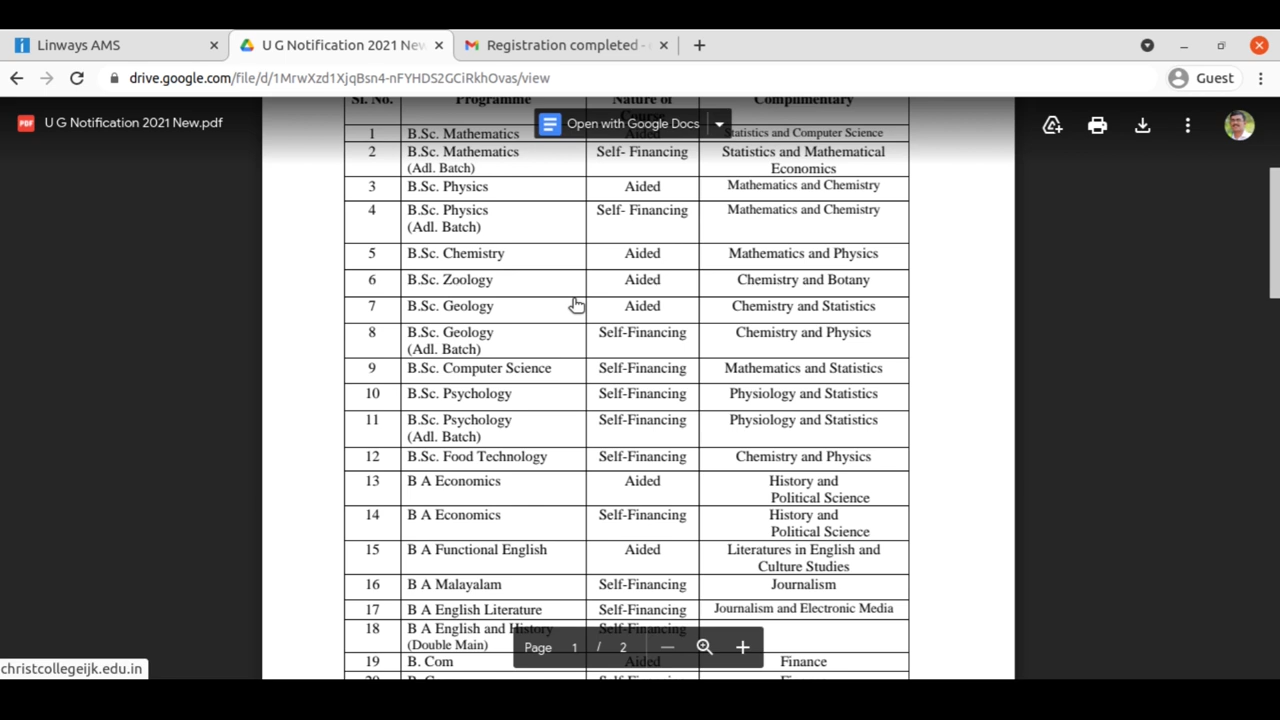 Linways AMS
U G Notification 2021 New
Registration completed -
drive.google.com/file/d/1MrwXzd1XjqBsn4-nFYHDS2GCiRkhOvas/view
Guest
U G Notification 2021 New.pdf
Open with Google Docs
Sl. No. Programme Nature of Course Complimentary
1 B.Sc. Mathematics Aided Statistics and Computer Science
2 B.Sc. Mathematics Self- Financing Statistics and Mathematical
(Adl. Batch) Economics
3 B.Sc. Physics Aided Mathematics and Chemistry
4 B.Sc. Physics Self- Financing Mathematics and Chemistry
(Adl. Batch)
5 B.Sc. Chemistry Aided Mathematics and Physics
6 B.Sc. Zoology Aided Chemistry and Botany
7 B.Sc. Geology Aided Chemistry and Statistics
8 B.Sc. Geology Self-Financing Chemistry and Physics
(Adl. Batch)
9 B.Sc. Computer Science Self-Financing Mathematics and Statistics
10 B.Sc. Psychology Self-Financing Physiology and Statistics
11 B.Sc. Psychology Self-Financing Physiology and Statistics
(Adl. Batch)
12 B.Sc. Food Technology Self-Financing Chemistry and Physics
13 B A Economics Aided History and
Political Science
14 B A Economics Self-Financing History and
Political Science
15 B A Functional English Aided Literatures in English and
Culture Studies
16 B A Malayalam Self-Financing Journalism
17 B A English Literature Self-Financing Journalism and Electronic Media
18 B A English and History Self-Financing
(Double Main)
Page 1 / 2
19 B. Com Aided Finance
christcollegeijk.edu.in